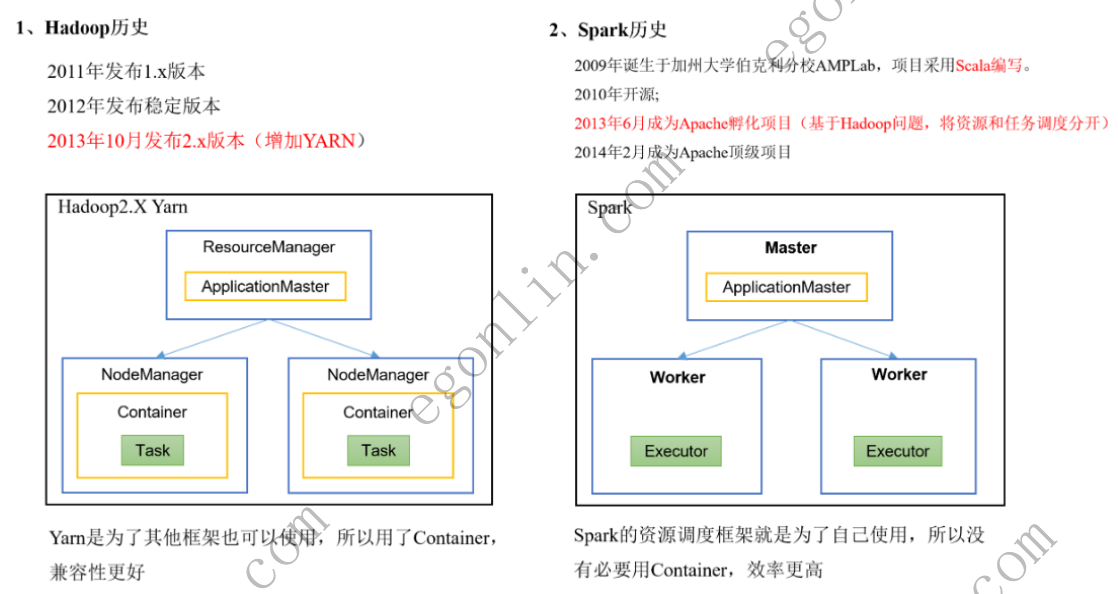 1、Hadoop历史
2011年发布1.x版本
2012年发布稳定版本
2013年10月发布2.x版本（增加YARN）
Hadoop2.X Yarn
ResourceManager
ApplicationMaster
NodeManager
Container
Task
NodeManager
Container
Task
Yarn是为了其他框架也可以使用，所以用了Container，
兼容性更好
2、Spark历史
2009年诞生于加州大学伯克利分校AMPLab，项目采用Scala编写。
2010年开源;
2013年6月成为Apache孵化项目（基于Hadoop问题，将资源和任务调度分开）
2014年2月成为Apache顶级项目
Spark
Master
ApplicationMaster
Worker
Executor
Worker
Executor
Spark的资源调度框架就是为了自己使用，所以没
有必要用Container，效率更高
egonlin.com
egon
com
com